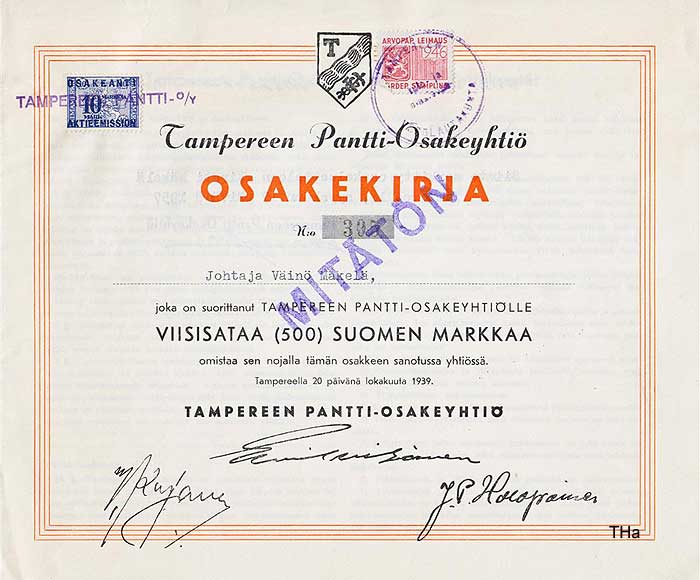 T
ARVOPAP. LEIMAUS
1946
OSAKEANTI
10
AKTIEEMISSION
TAMPEREEN PANTTI-O/Y
Tampereen Pantti-Osakeyhtiö
OSAKEKIRJA
N:o 305
MITÄTÖN
Johtaja Väinö Mäkelä,
joka on suorittanut TAMPEREEN PANTTI-OSAKEYHTIÖLLE
VIISISATAA (500) SUOMEN MARKKAA
omistaa sen nojalla tämän osakkeen sanotussa yhtiössä.
Tampereella 20 päivänä lokakuuta 1939.
TAMPEREEN PANTTI-OSAKEYHTIÖ
J.P. Holopainen
THa